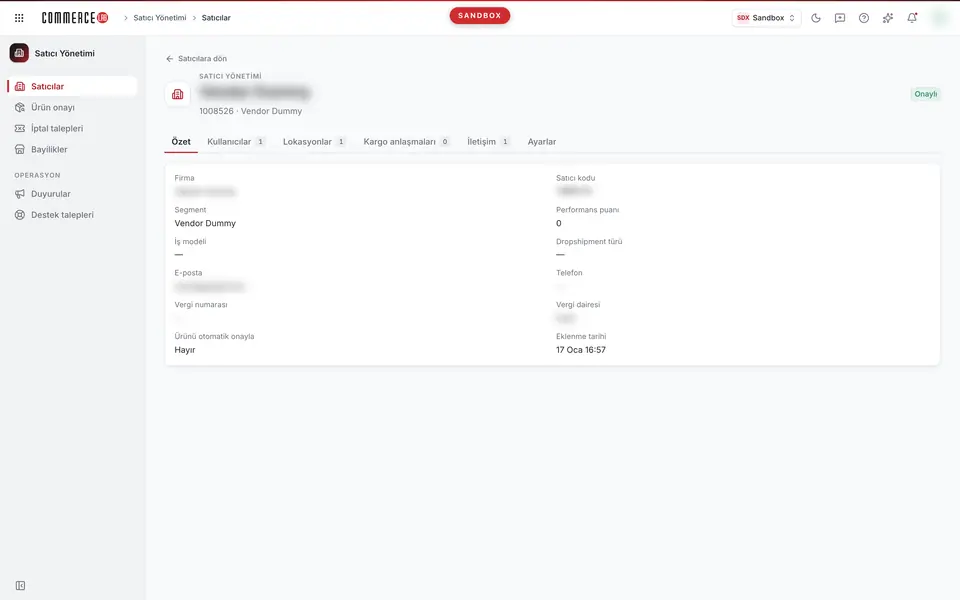 COMMERCE
Satıcı Yönetimi
Satıcılar
SANDBOX
SDX Sandbox
Satıcı Yönetimi
Satıcılar
Ürün onayı
İptal talepleri
Bayilikler
OPERASYON
Duyurular
Destek talepleri
Satıcılara dön
SATICI YÖNETİMİ
1008526 · Vendor Dummy
Onaylı
Özet
Kullanıcılar 1
Lokasyonlar 1
Kargo anlaşmaları 0
İletişim 1
Ayarlar
Firma
Satıcı kodu
Segment
Vendor Dummy
Performans puanı
0
İş modeli
—
Dropshipment türü
—
E-posta
Telefon
Vergi numarası
Vergi dairesi
Ürünü otomatik onayla
Hayır
Eklenme tarihi
17 Oca 16:57